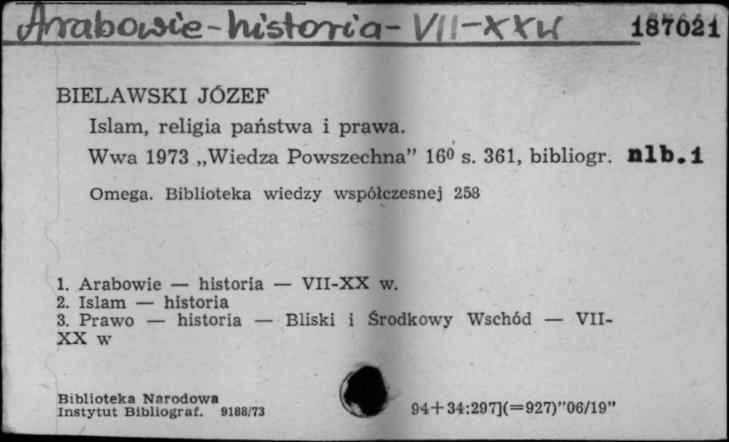 Arabowie - historia - VII-XX w 187021
BIELAWSKI JÓZEF
Islam, religia państwa i prawa.
Wwa 1973 „Wiedza Powszechna” 16⁰ s. 361, bibliogr. nlb. 1
Omega. Biblioteka wiedzy współczesnej 258
1. Arabowie — historia — VII-XX w.
2. Islam — historia
3. Prawo — historia — Bliski i Środkowy Wschód — VII-
XX w
Biblioteka Narodowa
Instytut Bibliograf. 9188/73 94+34:297](=927)”06/19”